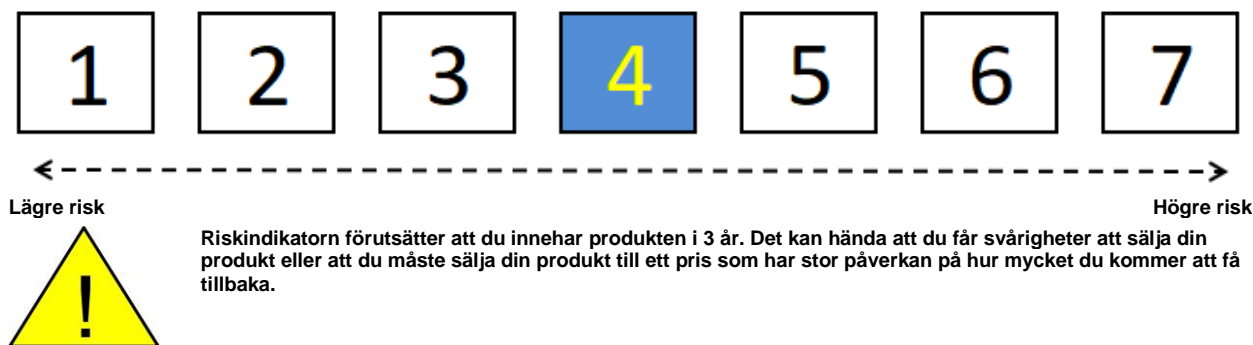 1 2 3 4 5 6 7
Lägre risk Högre risk
Riskindikatorn förutsätter att du innehar produkten i 3 år. Det kan hända att du får svårigheter att sälja din
produkt eller att du måste sälja din produkt till ett pris som har stor påverkan på hur mycket du kommer att få
tillbaka.
!